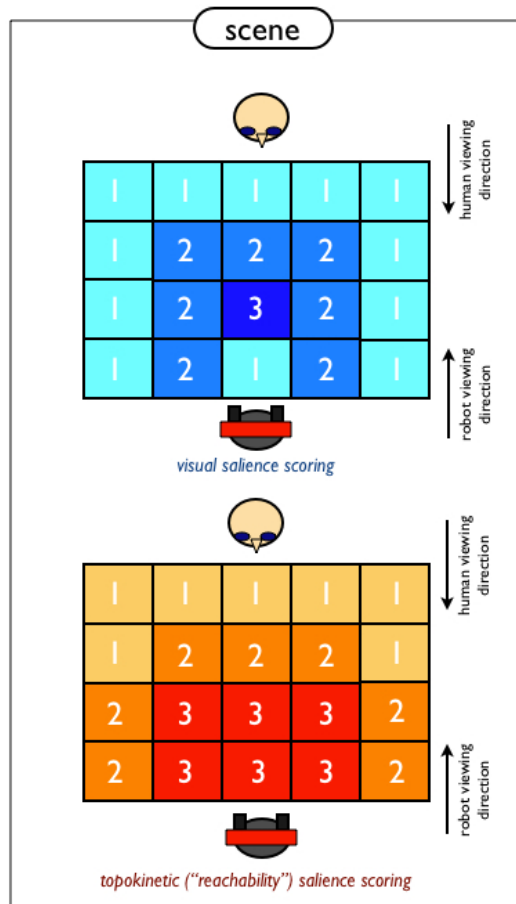 scene
human viewing
direction
1 1 1 1 1
1 2 2 2 1
1 2 3 2 1
1 2 1 2 1
robot viewing
direction
visual salience scoring
human viewing
direction
1 1 1 1 1
1 2 2 2 1
2 3 3 3 2
2 3 3 3 2
robot viewing
direction
topokinetic (“reachability”) salience scoring